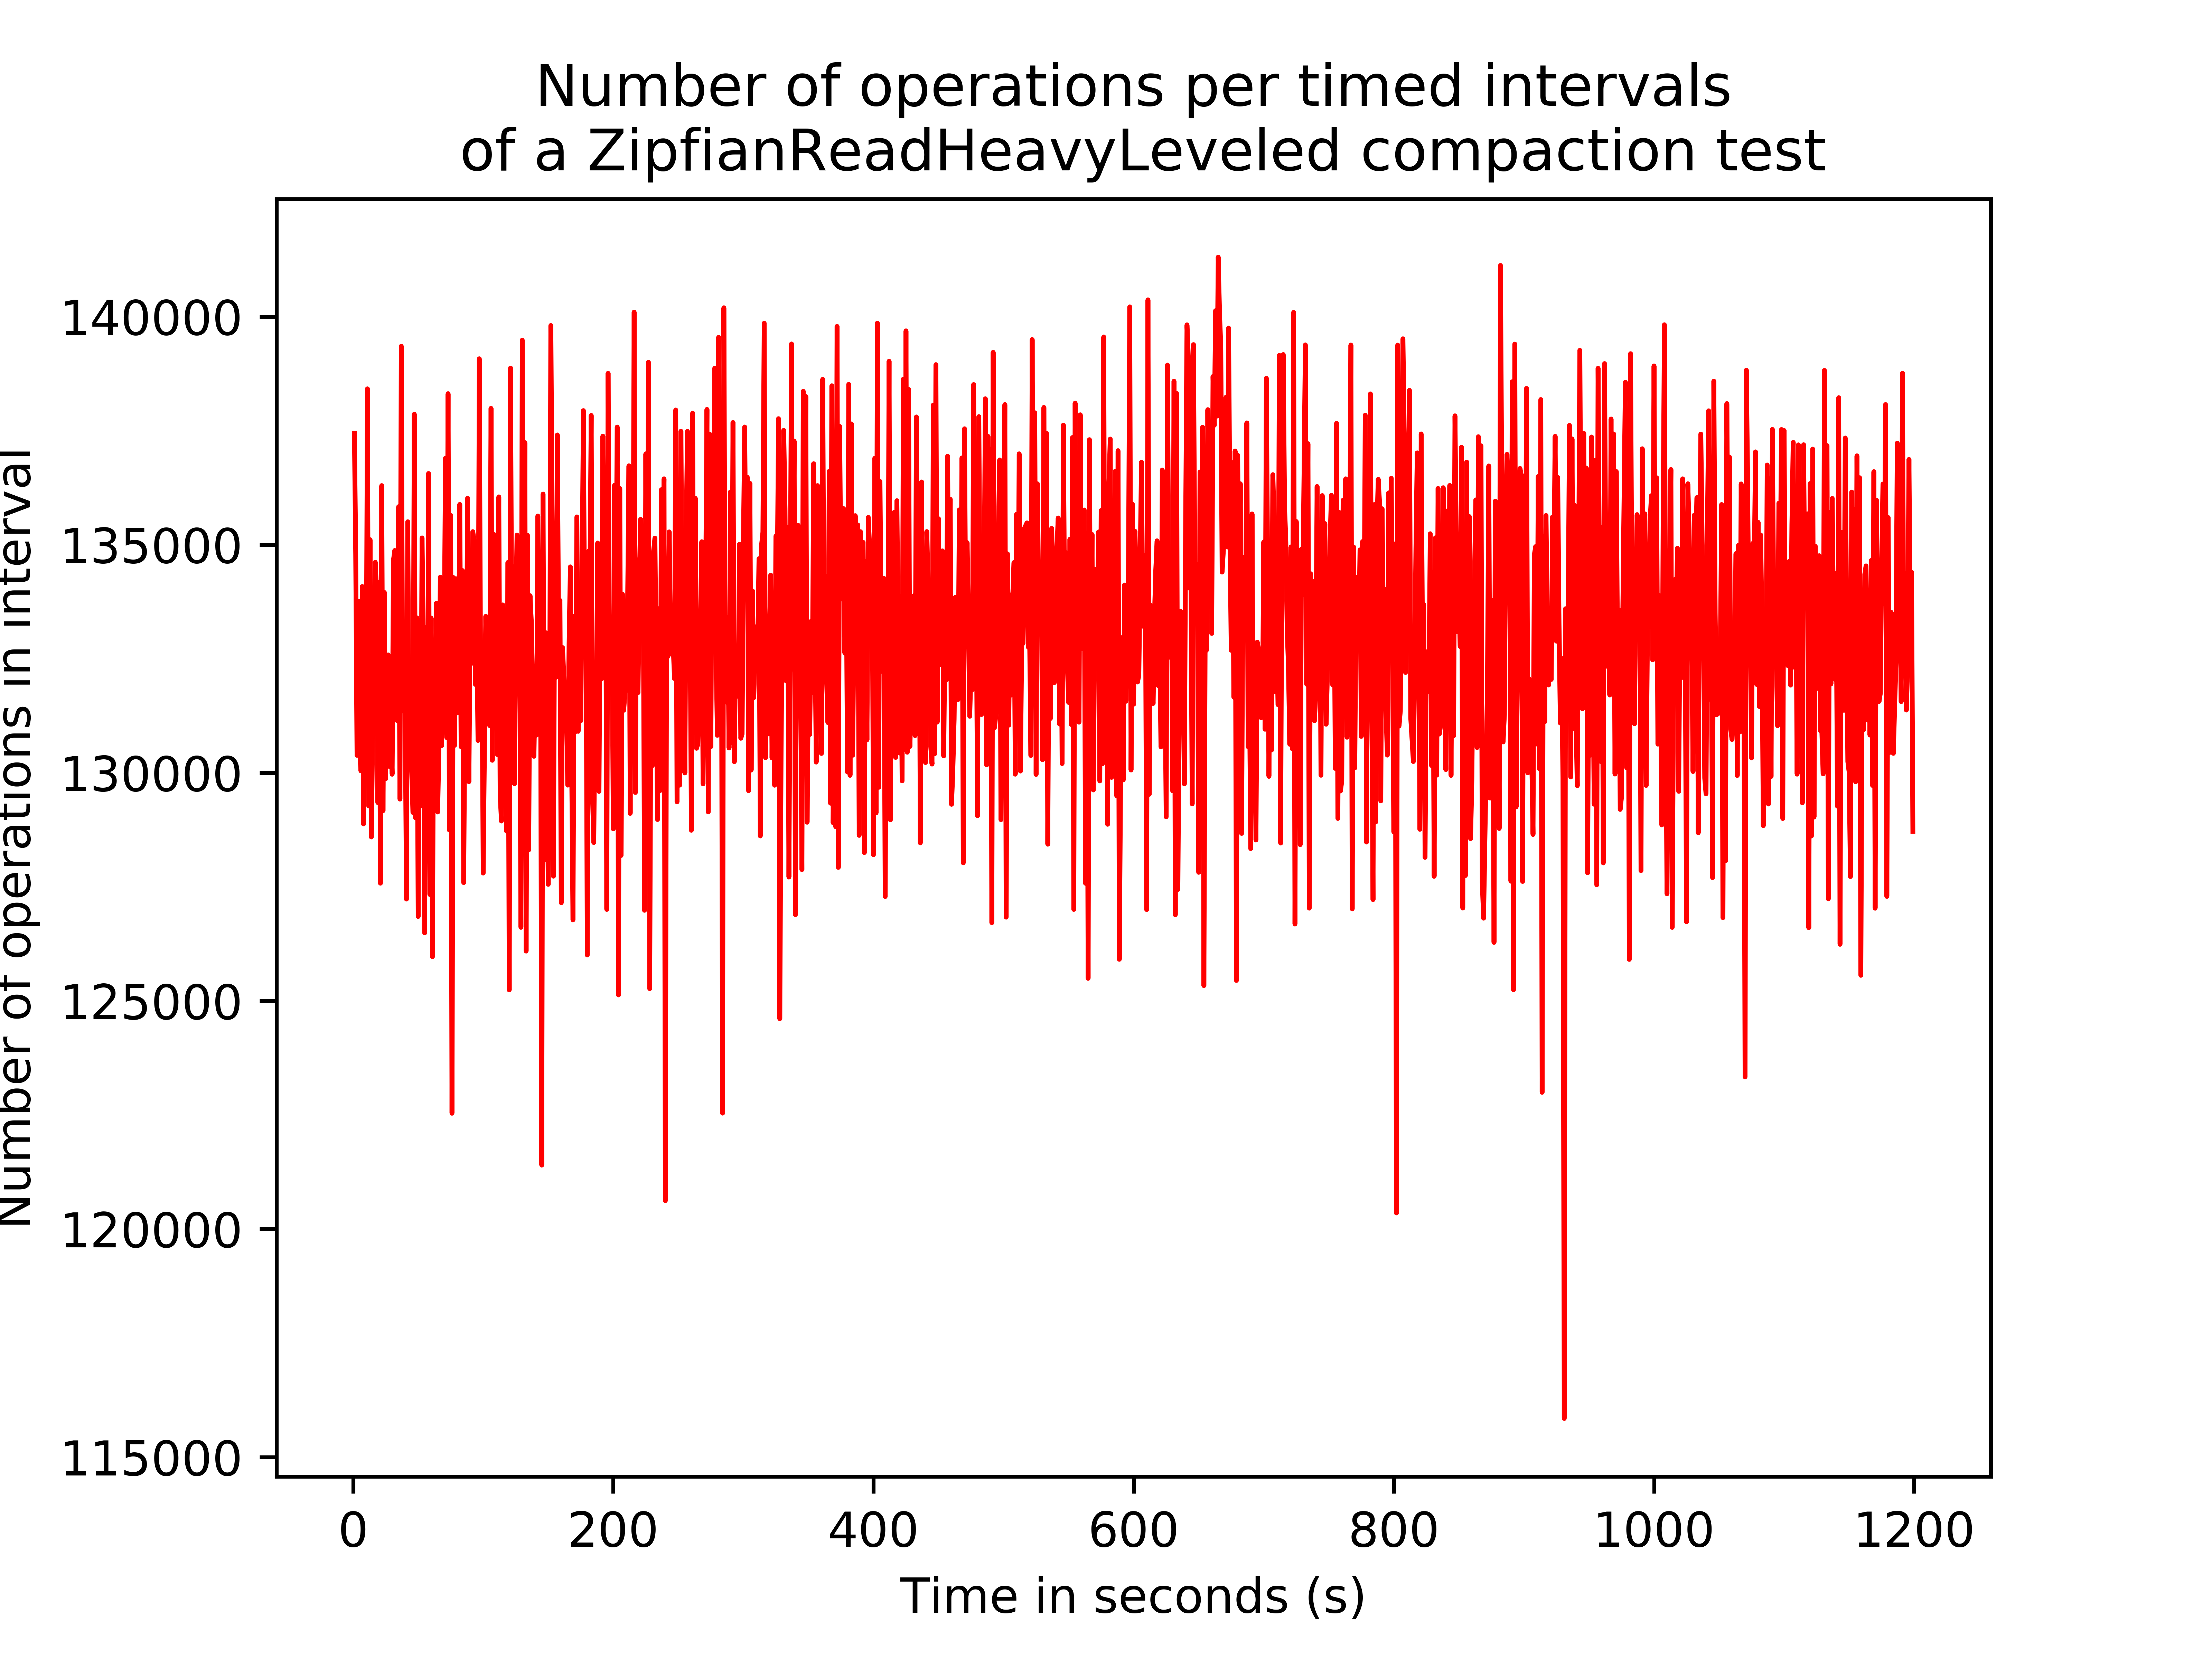 Number of operations per timed intervals
of a ZipfianReadHeavyLeveled compaction test
Number of operations in interval
140000
135000
130000
125000
120000
115000
0 200 400 600 800 1000 1200
Time in seconds (s)